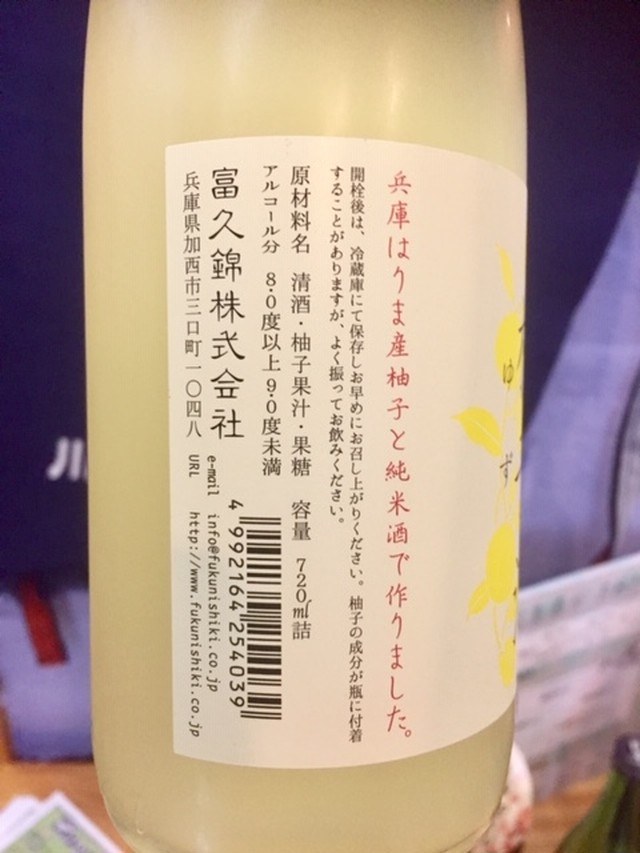 ゆず
兵庫はりま産柚子と純米酒で作りました。
開栓後は、冷蔵庫にて保存しお早めにお召し上がりください。柚子の成分が瓶に付着
することがありますが、よく振ってお飲みください。
原材料名 清酒・柚子果汁・果糖 容量 720㎖詰
アルコール分 8.0度以上9.0度未満
4 992164 254039
富久錦株式会社
e-mail info@fukunishiki.co.jp
兵庫県加西市三口町一〇四八
URL http://www.fukunishiki.co.jp